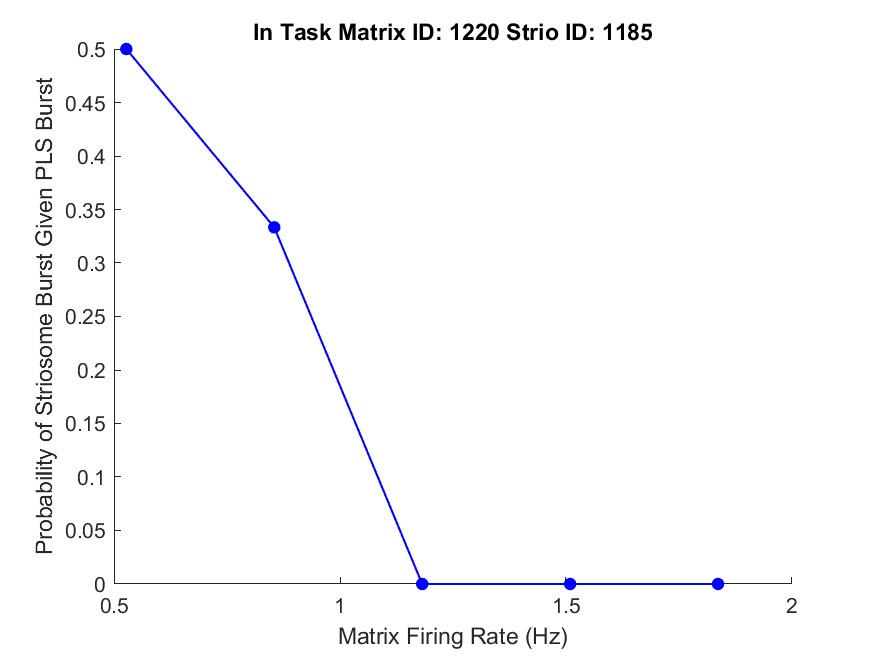 In Task Matrix ID: 1220 Strio ID: 1185
Probability of Striosome Burst Given PLS Burst
0.5
0.45
0.4
0.35
0.3
0.25
0.2
0.15
0.1
0.05
0
0.5 1 1.5 2
Matrix Firing Rate (Hz)